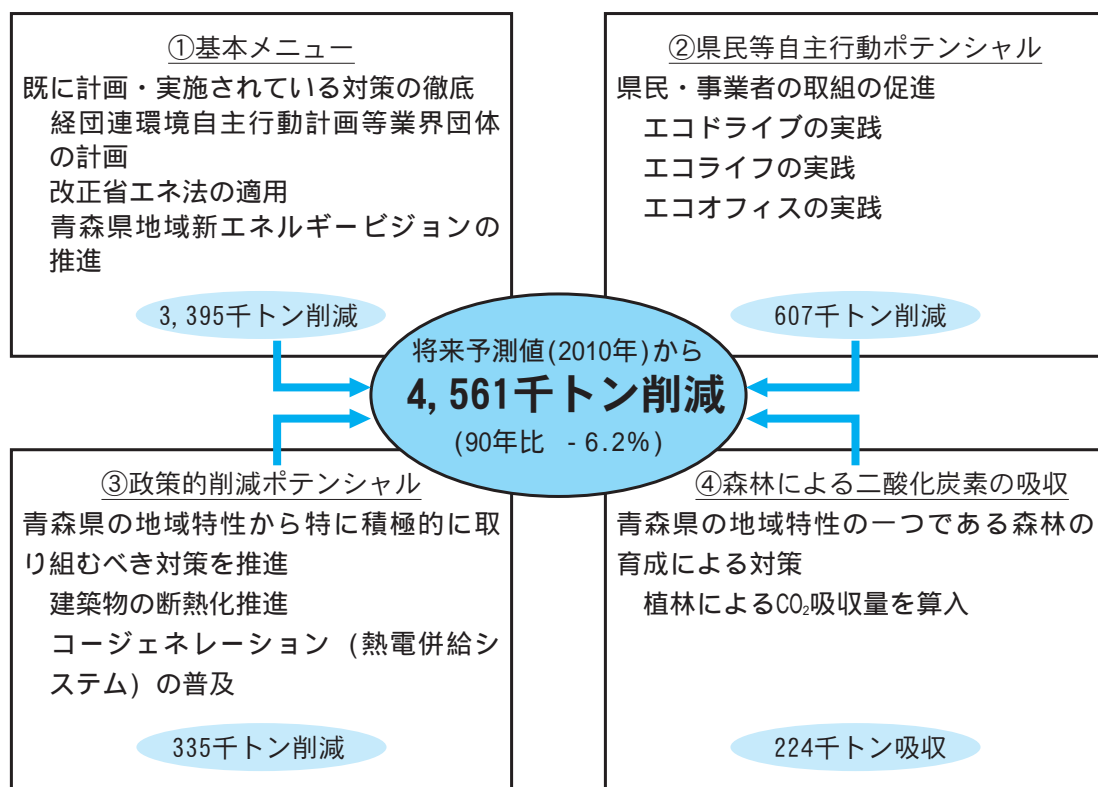 ①基本メニュー
既に計画・実施されている対策の徹底
経団連環境自主行動計画等業界団体
の計画
改正省エネ法の適用
青森県地域新エネルギービジョンの
推進
3,395千トン削減
②県民等自主行動ポテンシャル
県民・事業者の取組の促進
エコドライブの実践
エコライフの実践
エコオフィスの実践
607千トン削減
将来予測値(2010年)から
4,561千トン削減
(90年比 -6.2%)
③政策的削減ポテンシャル
青森県の地域特性から特に積極的に取
り組むべき対策を推進
建築物の断熱化推進
コージェネレーション (熱電併給シ
ステム) の普及
335千トン削減
④森林による二酸化炭素の吸収
青森県の地域特性の一つである森林の
育成による対策
植林によるCO₂吸収量を算入
224千トン吸収